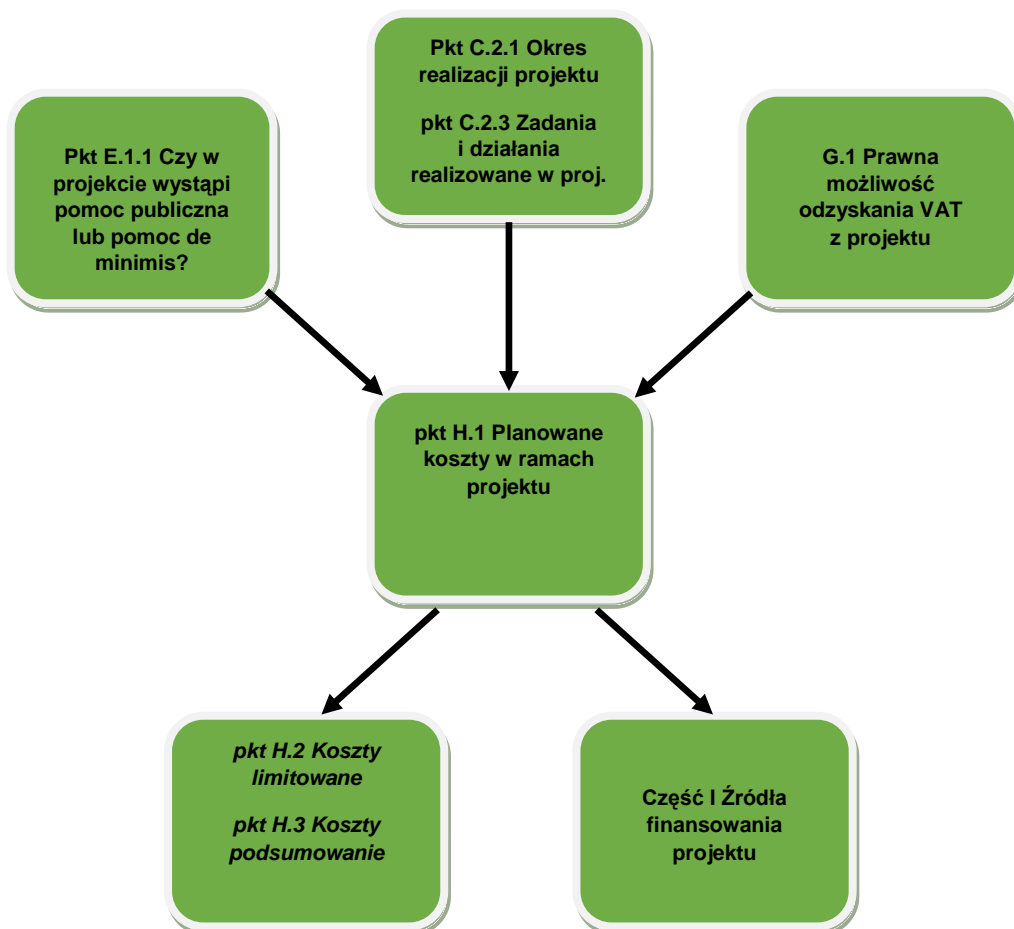 Pkt C.2.1 Okres
realizacji projektu
pkt C.2.3 Zadania
i działania
realizowane w proj.
Pkt E.1.1 Czy w
projekcie wystąpi
pomoc publiczna
lub pomoc de
minimis?
G.1 Prawna
możliwość
odzyskania VAT
z projektu
pkt H.1 Planowane
koszty w ramach
projektu
pkt H.2 Koszty
limitowane
pkt H.3 Koszty
podsumowanie
Część I Źródła
finansowania
projektu